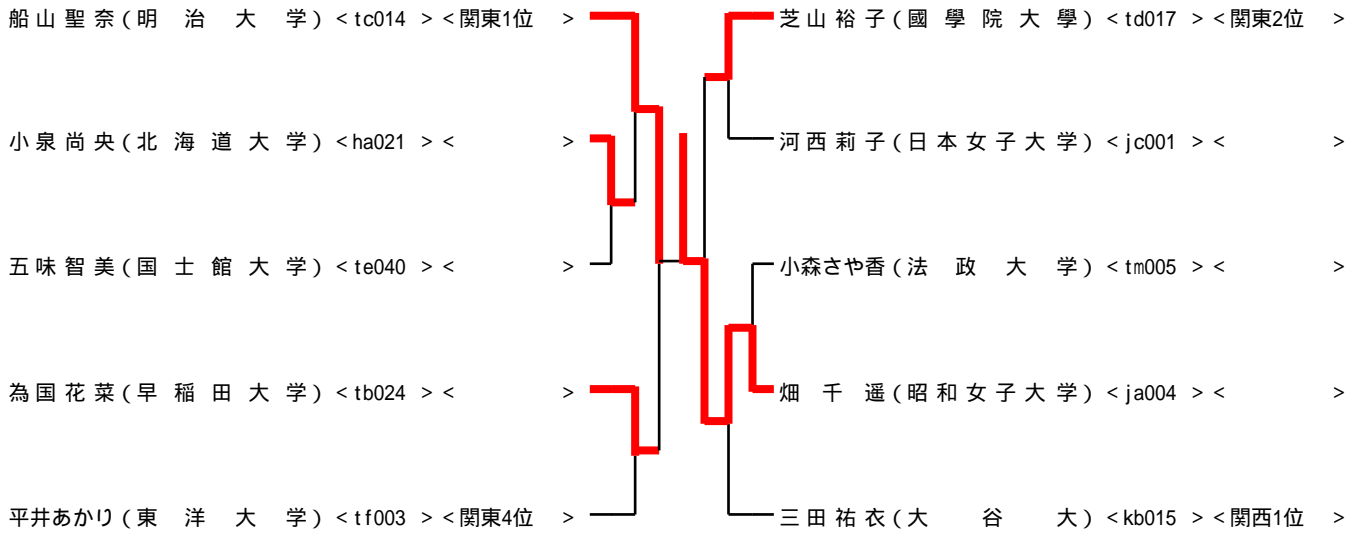 船山聖奈(明治大学) <tc014 > <関東1位 >
小泉尚央(北海道大学) <ha021 > < >
五味智美(国士館大学) <te040 > < >
為国花菜(早稲田大学) <tb024 > < >
平井あかり(東洋大学) <tf003 > <関東4位 >
芝山裕子(國學院大學) <td017 > <関東2位 >
河西莉子(日本女子大学) <jc001 > < >
小森さや香(法政大学) <tm005 > < >
畑千遥(昭和女子大学) <ja004 > < >
三田祐衣(大谷大) <kb015 > <関西1位 >